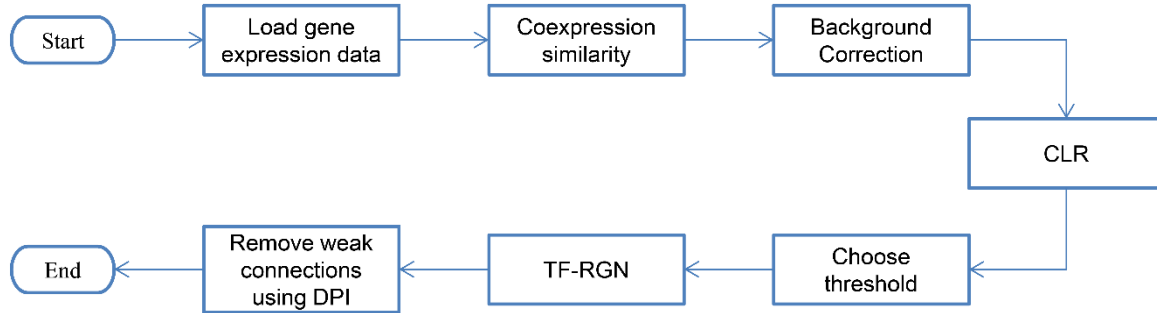 Start
Load gene
expression data
Coexpression
similarity
Background
Correction
CLR
Choose
threshold
TF-RGN
Remove weak
connections
using DPI
End